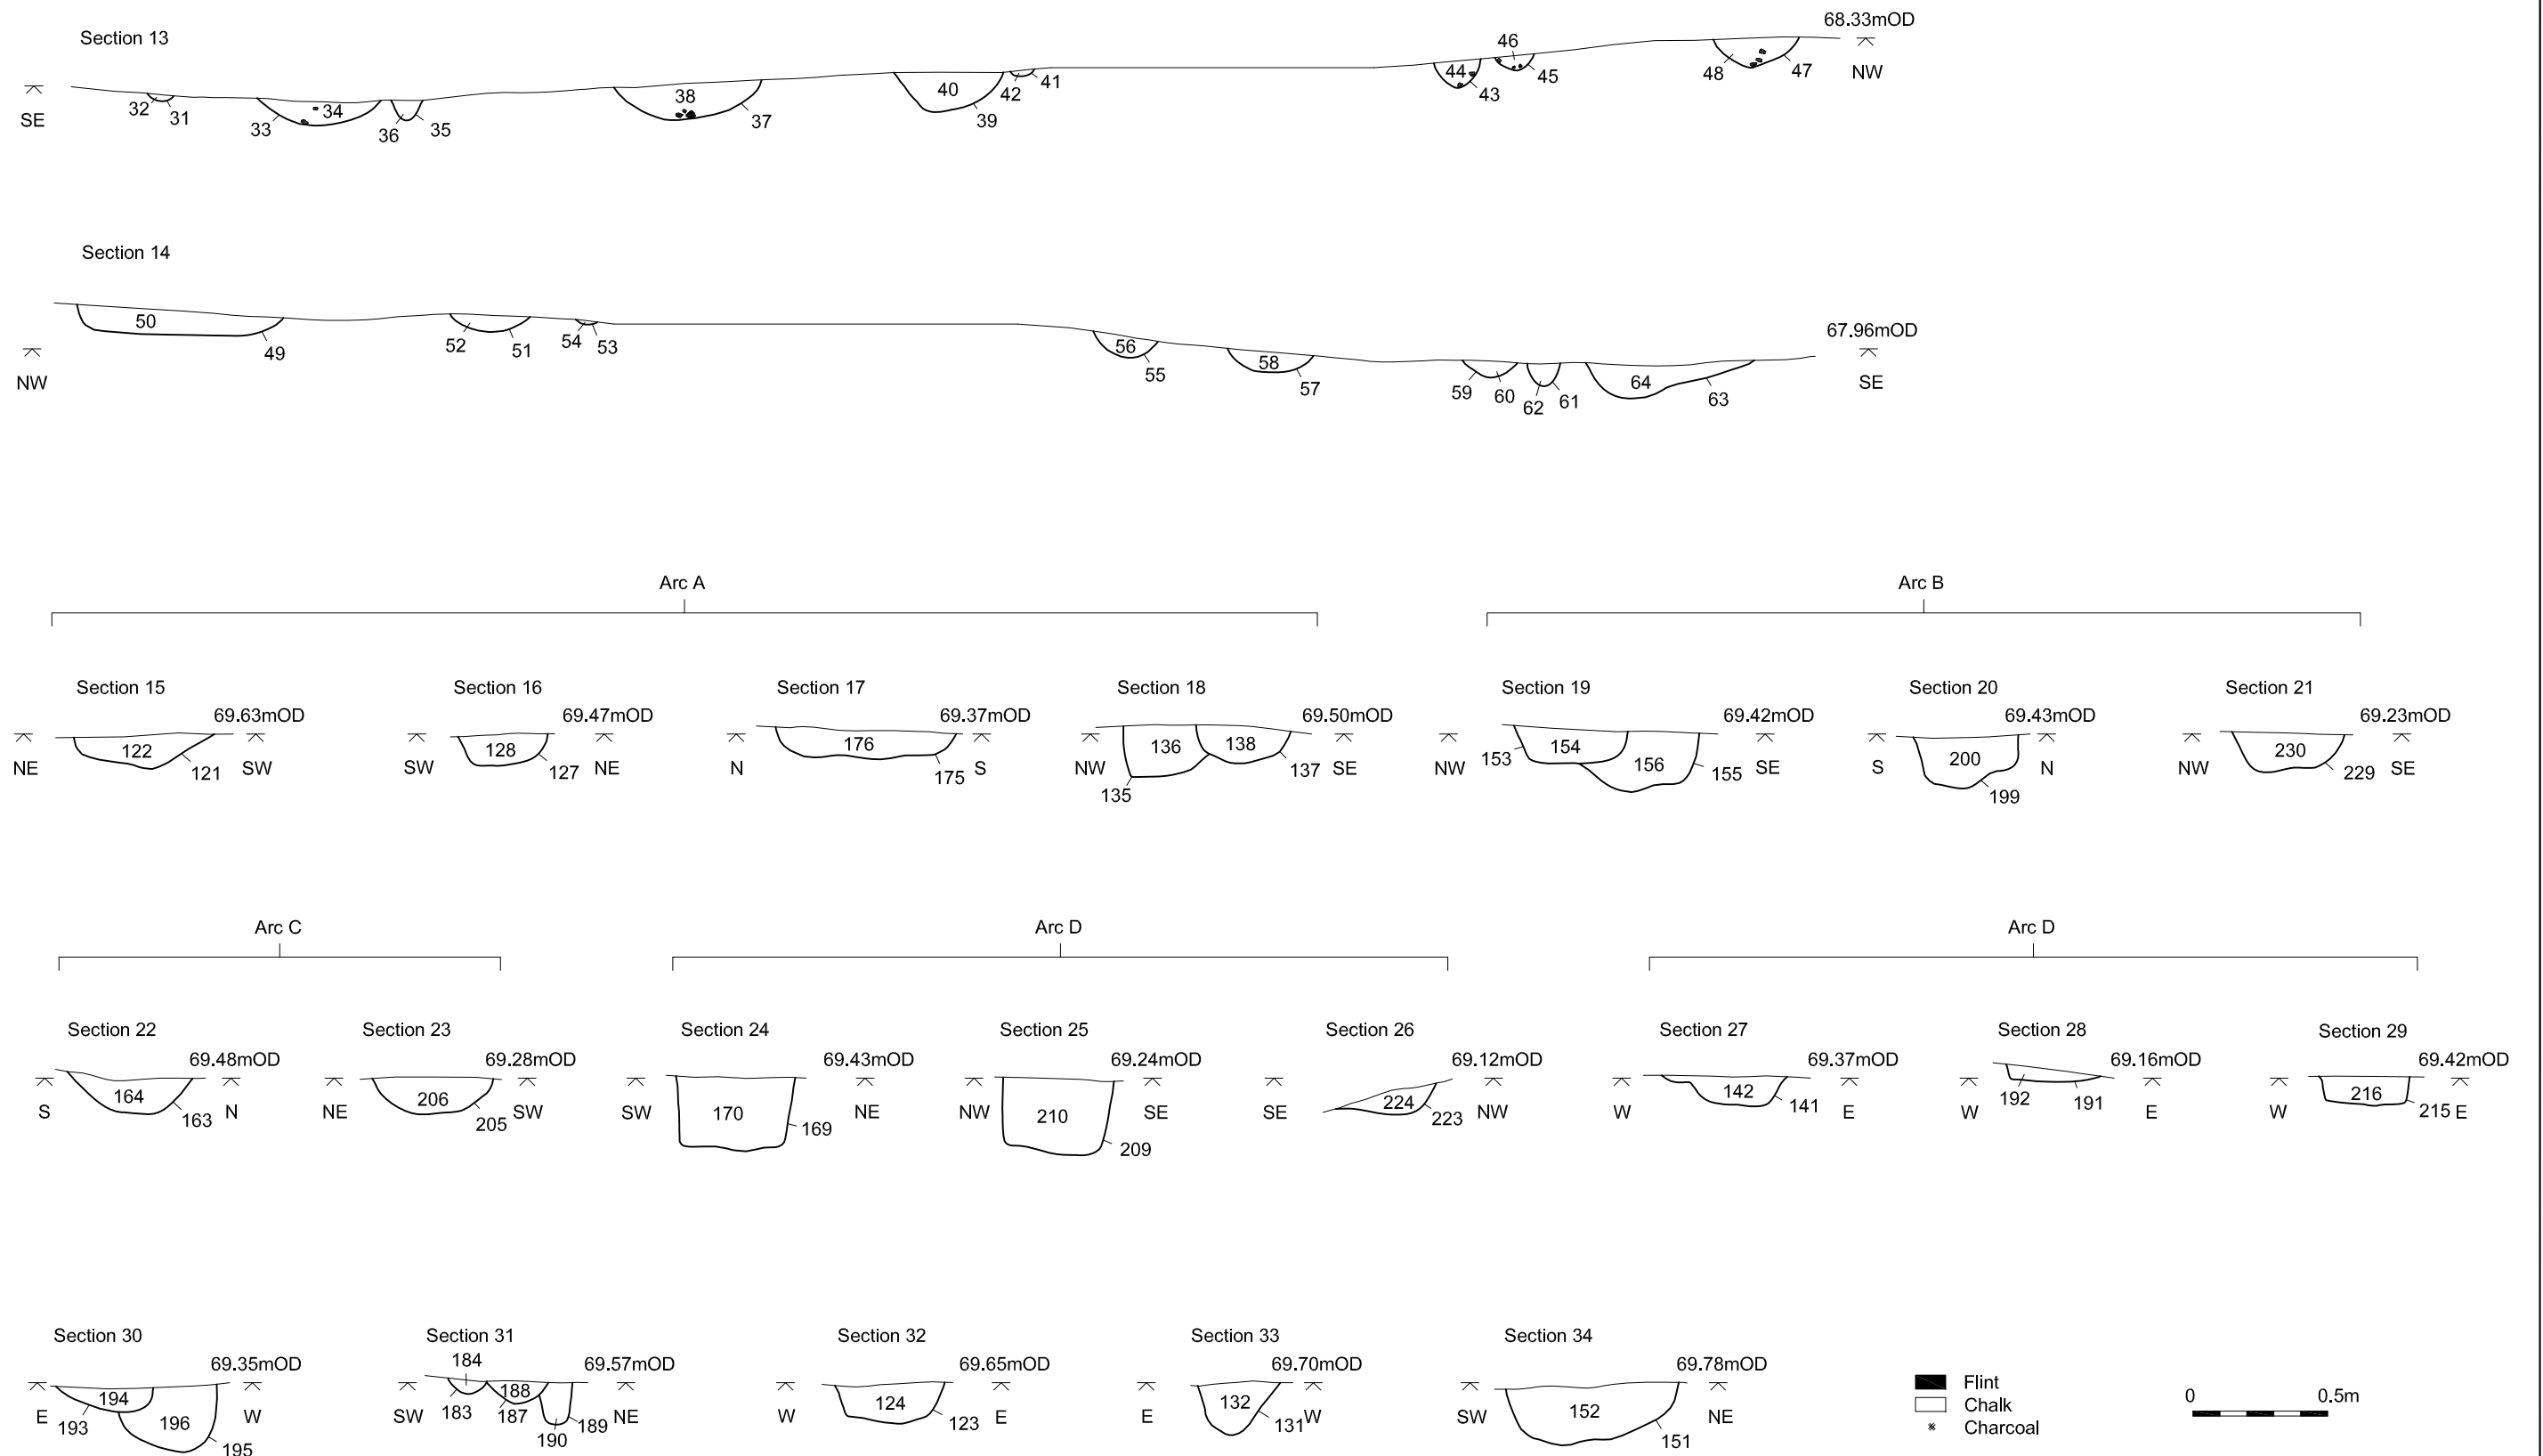 Section 13
68.33mOD
SE
32 31 33 34 36 35 38 37 40 39 42 41 44 43 46 45 48 47
NW
Section 14
67.96mOD
NW
50 49 52 51 54 53 56 55 58 57 59 60 62 61 64 63
SE
Arc A
Arc B
Section 15
69.63mOD
NE 122 121 SW
Section 16
69.47mOD
SW 128 127 NE
Section 17
69.37mOD
N 176 175 S
Section 18
69.50mOD
NW 135 136 138 137 SE
Section 19
69.42mOD
NW 153 154 156 155 SE
Section 20
69.43mOD
S 200 199 N
Section 21
69.23mOD
NW 230 229 SE
Arc C
Arc D
Arc D
Section 22
69.48mOD
S 164 163 N
Section 23
69.28mOD
NE 206 205 SW
Section 24
69.43mOD
SW 170 169 NE
Section 25
69.24mOD
NW 210 209 SE
Section 26
69.12mOD
SE 224 223 NW
Section 27
69.37mOD
W 142 141 E
Section 28
69.16mOD
W 192 191 E
Section 29
69.42mOD
W 216 215 E
Section 30
69.35mOD
E 193 194 196 195 W
Section 31
69.57mOD
SW 184 183 188 187 190 189 NE
Section 32
69.65mOD
W 124 123 E
Section 33
69.70mOD
E 132 131 W
Section 34
69.78mOD
SW 152 151 NE
Flint
Chalk
Charcoal
0 0.5m